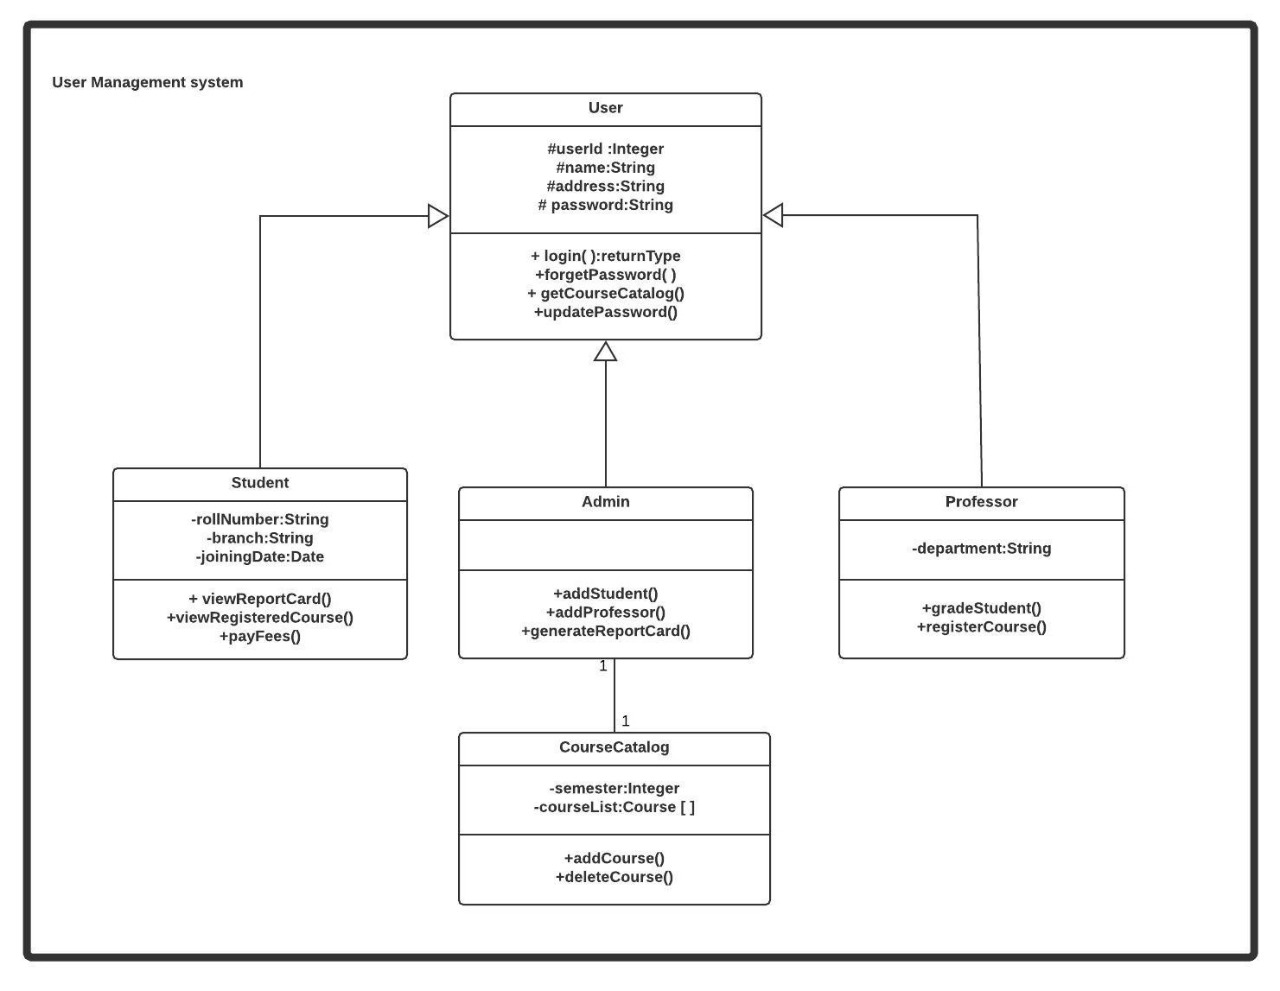 User Management system
User
#userId :Integer
#name:String
#address:String
# password:String
+ login( ):returnType
+forgetPassword( )
+ getCourseCatalog()
+updatePassword()
Student
-rollNumber:String
-branch:String
-joiningDate:Date
+ viewReportCard()
+viewRegisteredCourse()
+payFees()
Admin
+addStudent()
+addProfessor()
+generateReportCard()
Professor
-department:String
+gradeStudent()
+registerCourse()
1
1
CourseCatalog
-semester:Integer
-courseList:Course [ ]
+addCourse()
+deleteCourse()